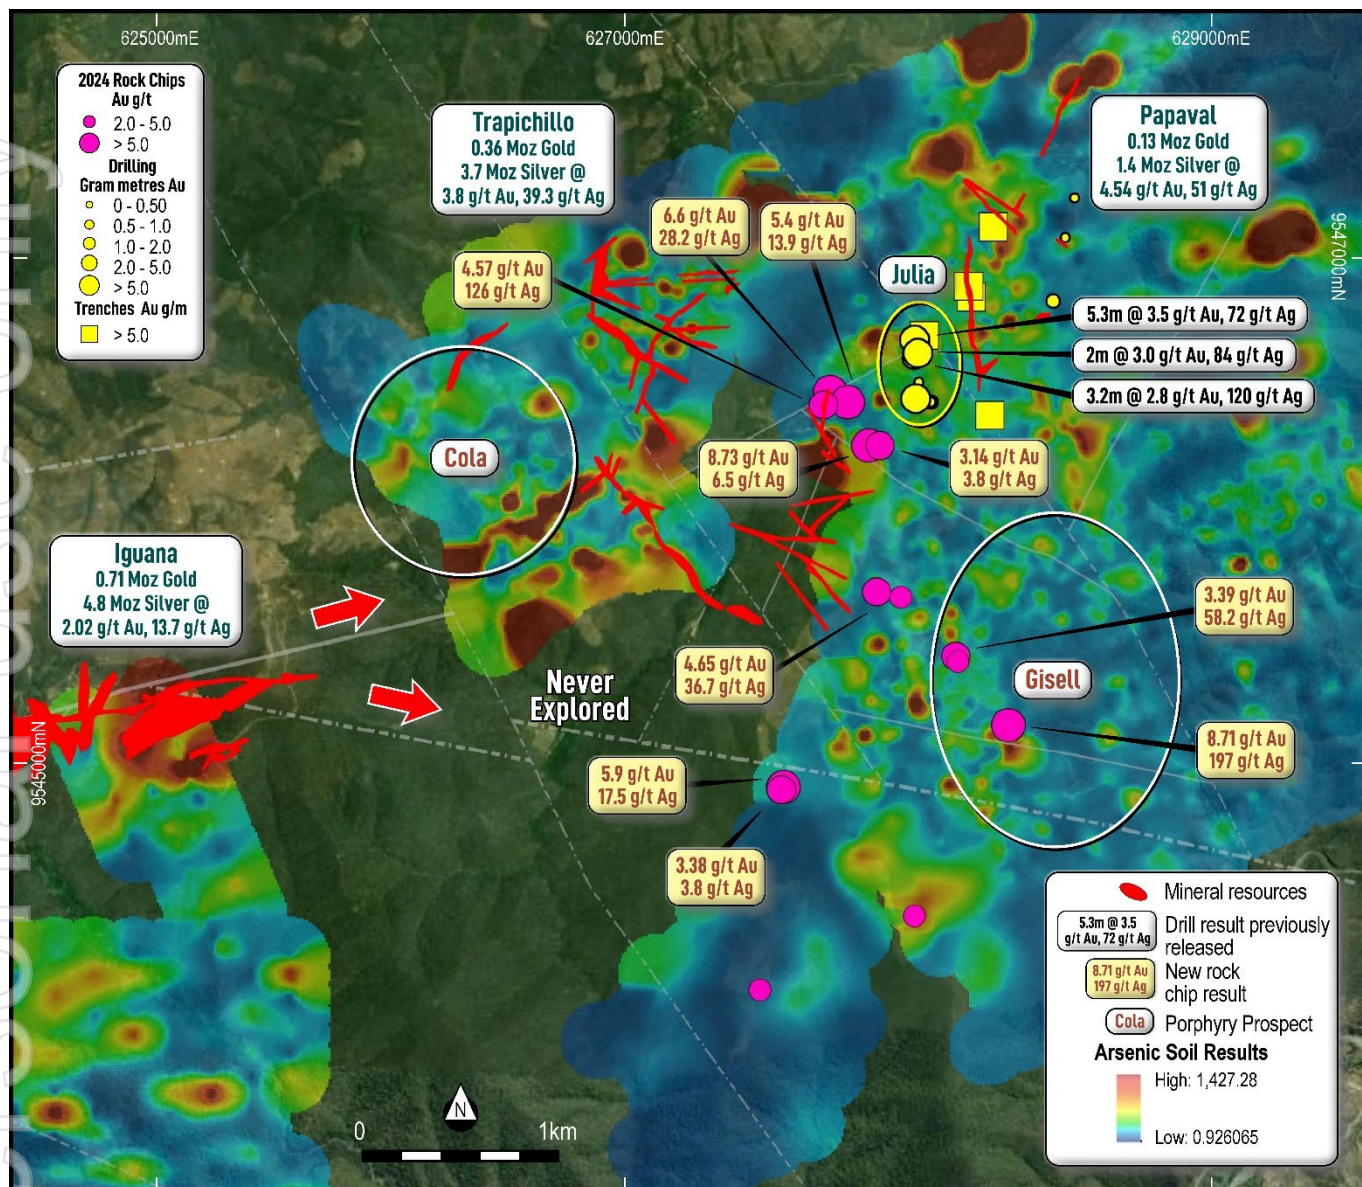 625000mE
627000mE
629000mE
2024 Rock Chips
Au g/t
2.0 - 5.0
> 5.0
Drilling
Gram metres Au
0 - 0.50
0.5 - 1.0
1.0 - 2.0
2.0 - 5.0
> 5.0
Trenches Au g/m
> 5.0
Trapichillo
0.36 Moz Gold
3.7 Moz Silver @
3.8 g/t Au, 39.3 g/t Ag
Papaval
0.13 Moz Gold
1.4 Moz Silver @
4.54 g/t Au, 51 g/t Ag
6.6 g/t Au
28.2 g/t Ag
5.4 g/t Au
13.9 g/t Ag
4.57 g/t Au
126 g/t Ag
Julia
9547000mN
5.3m @ 3.5 g/t Au, 72 g/t Ag
2m @ 3.0 g/t Au, 84 g/t Ag
3.2m @ 2.8 g/t Au, 120 g/t Ag
Cola
8.73 g/t Au
6.5 g/t Ag
3.14 g/t Au
3.8 g/t Ag
Iguana
0.71 Moz Gold
4.8 Moz Silver @
2.02 g/t Au, 13.7 g/t Ag
3.39 g/t Au
58.2 g/t Ag
4.65 g/t Au
36.7 g/t Ag
Gisell
Never
Explored
8.71 g/t Au
197 g/t Ag
9545000mN
5.9 g/t Au
17.5 g/t Ag
3.38 g/t Au
3.8 g/t Ag
Mineral resources
5.3m @ 3.5
g/t Au, 72 g/t Ag
Drill result previously
released
8.71 g/t Au
197 g/t Ag
New rock
chip result
Cola
Porphyry Prospect
Arsenic Soil Results
High: 1,427.28
Low: 0.926065
N
0
1km